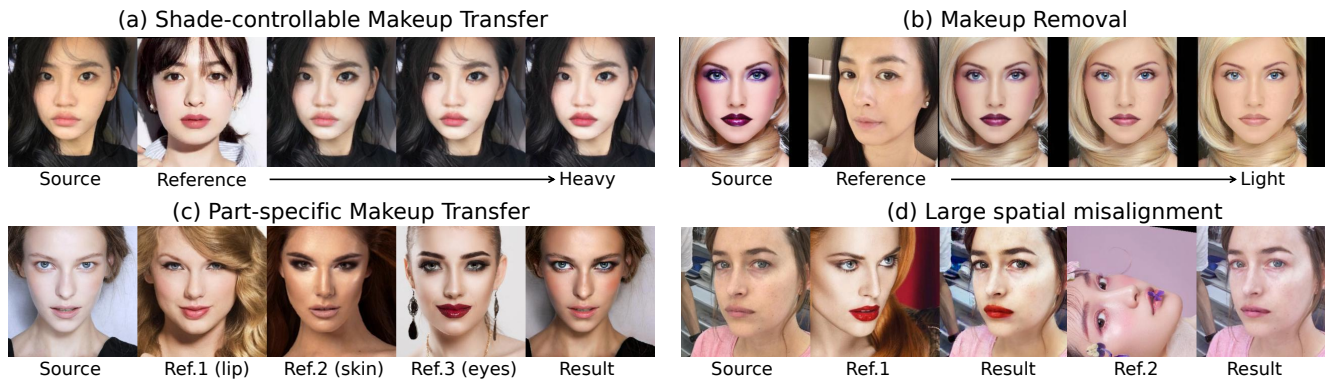 (a) Shade-controllable Makeup Transfer
Source
Reference
Heavy
(b) Makeup Removal
Source
Reference
Light
(c) Part-specific Makeup Transfer
Source
Ref.1 (lip)
Ref.2 (skin)
Ref.3 (eyes)
Result
(d) Large spatial misalignment
Source
Ref.1
Result
Ref.2
Result